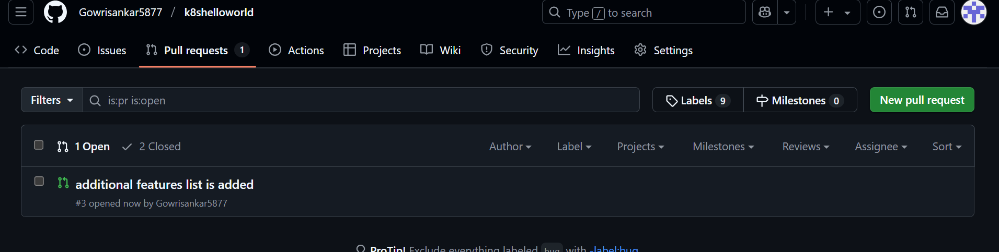 Gowrisankar5877 / k8shelloworld
Type / to search
Code
Issues
Pull requests 1
Actions
Projects
Wiki
Security
Insights
Settings
Filters
is:pr is:open
Labels 9
Milestones 0
New pull request
1 Open
2 Closed
Author
Label
Projects
Milestones
Reviews
Assignee
Sort
additional features list is added
#3 opened now by Gowrisankar5877
ProTip! Exclude everything labeled bug with -label:bug